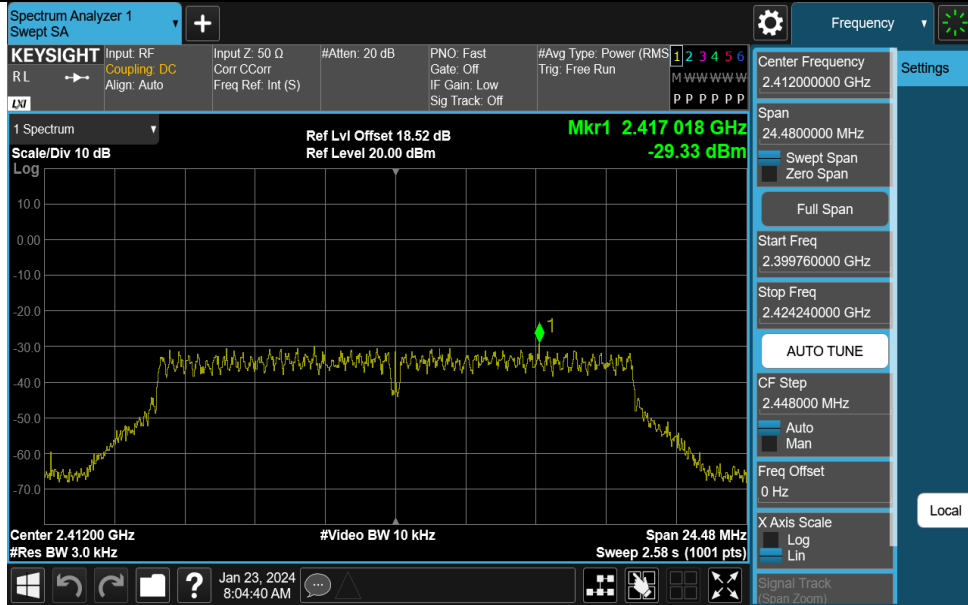 Spectrum Analyzer 1
Swept SA
Frequency
KEYSIGHT
R L
LXI
Input: RF
Coupling: DC
Align: Auto
Input Z: 50 Ω
Corr CCorr
Freq Ref: Int (S)
#Atten: 20 dB
PNO: Fast
Gate: Off
IF Gain: Low
Sig Track: Off
#Avg Type: Power (RMS
Trig: Free Run
1 2 3 4 5 6
M W W W W W
P P P P P P
1 Spectrum
Scale/Div 10 dB
Log
Ref Lvl Offset 18.52 dB
Ref Level 20.00 dBm
Mkr1 2.417 018 GHz
-29.33 dBm
10.0
0.00
-10.0
-20.0
-30.0
-40.0
-50.0
-60.0
-70.0
1
Center 2.41200 GHz
#Res BW 3.0 kHz
#Video BW 10 kHz
Span 24.48 MHz
Sweep 2.58 s (1001 pts)
Jan 23, 2024
8:04:40 AM
Center Frequency
2.412000000 GHz
Span
24.4800000 MHz
Swept Span
Zero Span
Full Span
Start Freq
2.399760000 GHz
Stop Freq
2.424240000 GHz
AUTO TUNE
CF Step
2.448000 MHz
Auto
Man
Freq Offset
0 Hz
X Axis Scale
Log
Lin
Signal Track
(Span Zoom)
Settings
Local